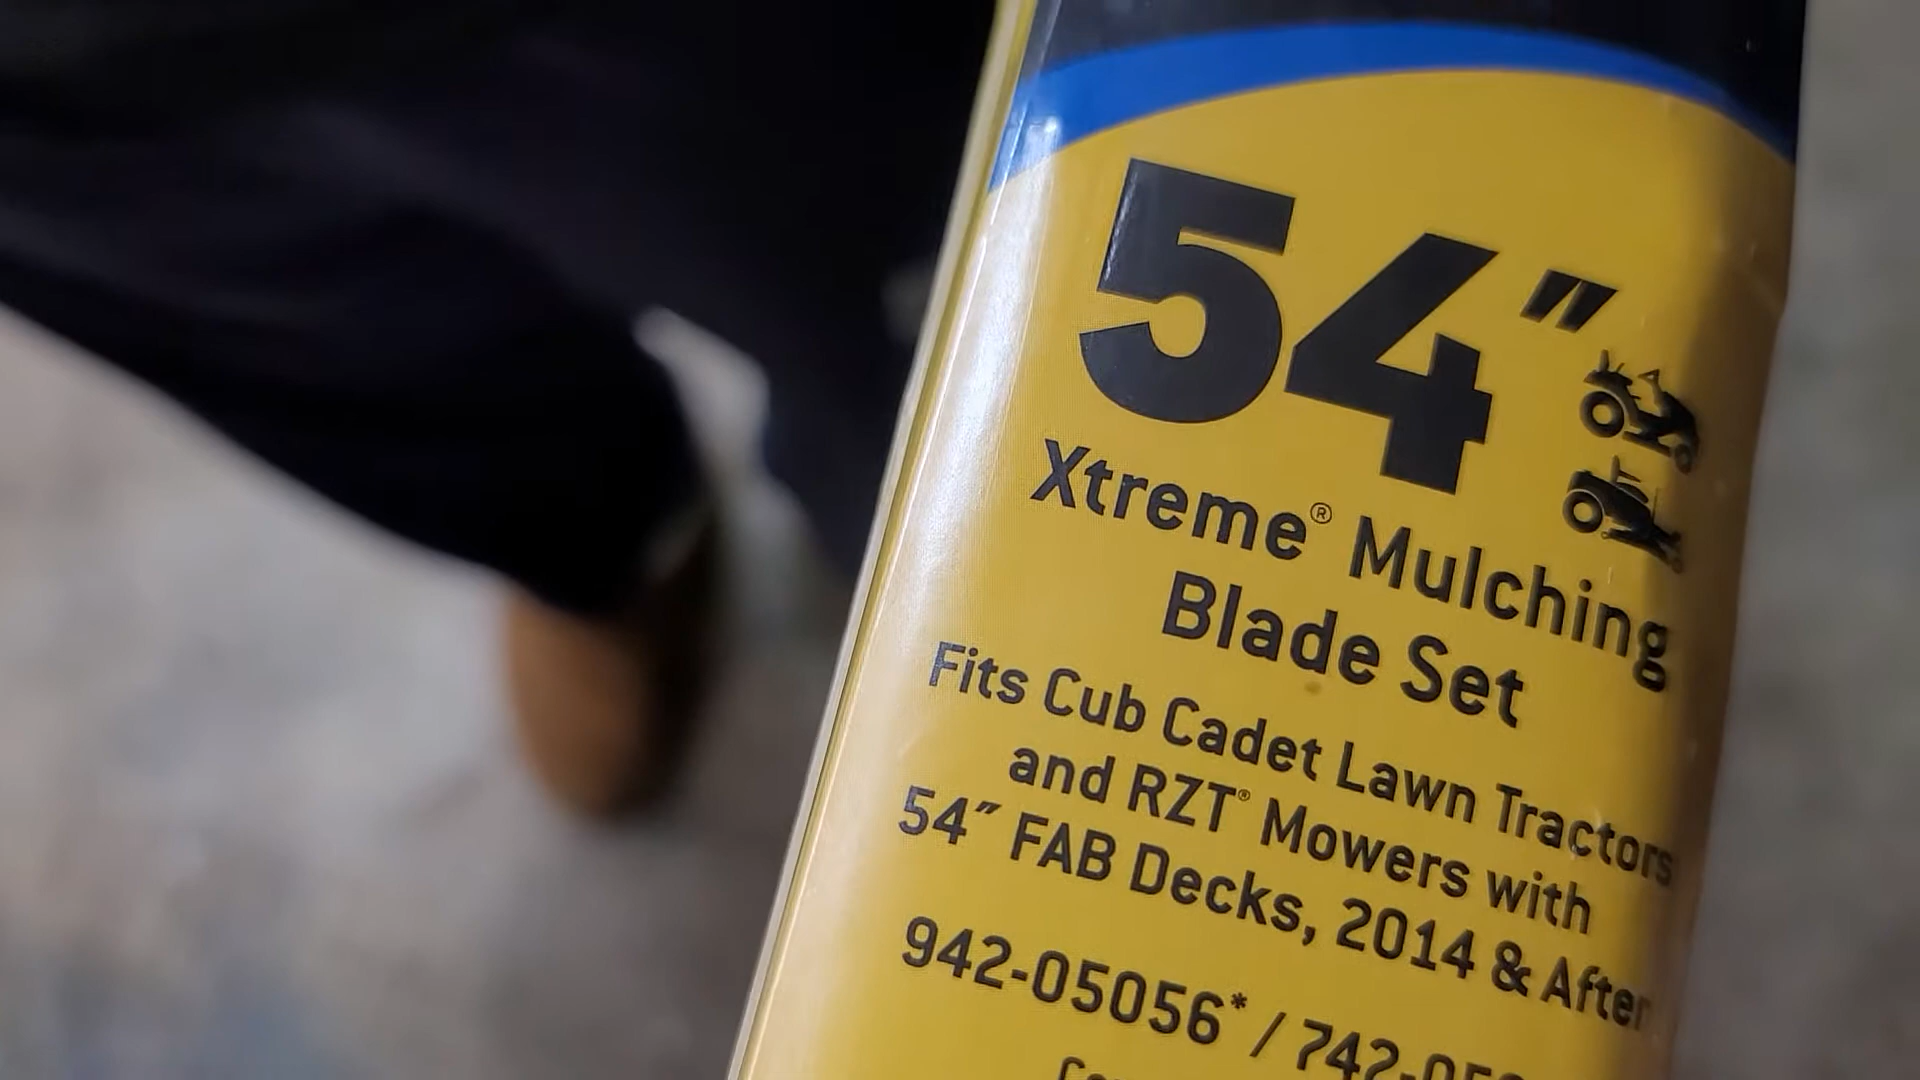 54″
Xtreme® Mulching
Blade Set
Fits Cub Cadet Lawn Tractors
and RZT® Mowers with
54″ FAB Decks, 2014 & After
942-05056* /